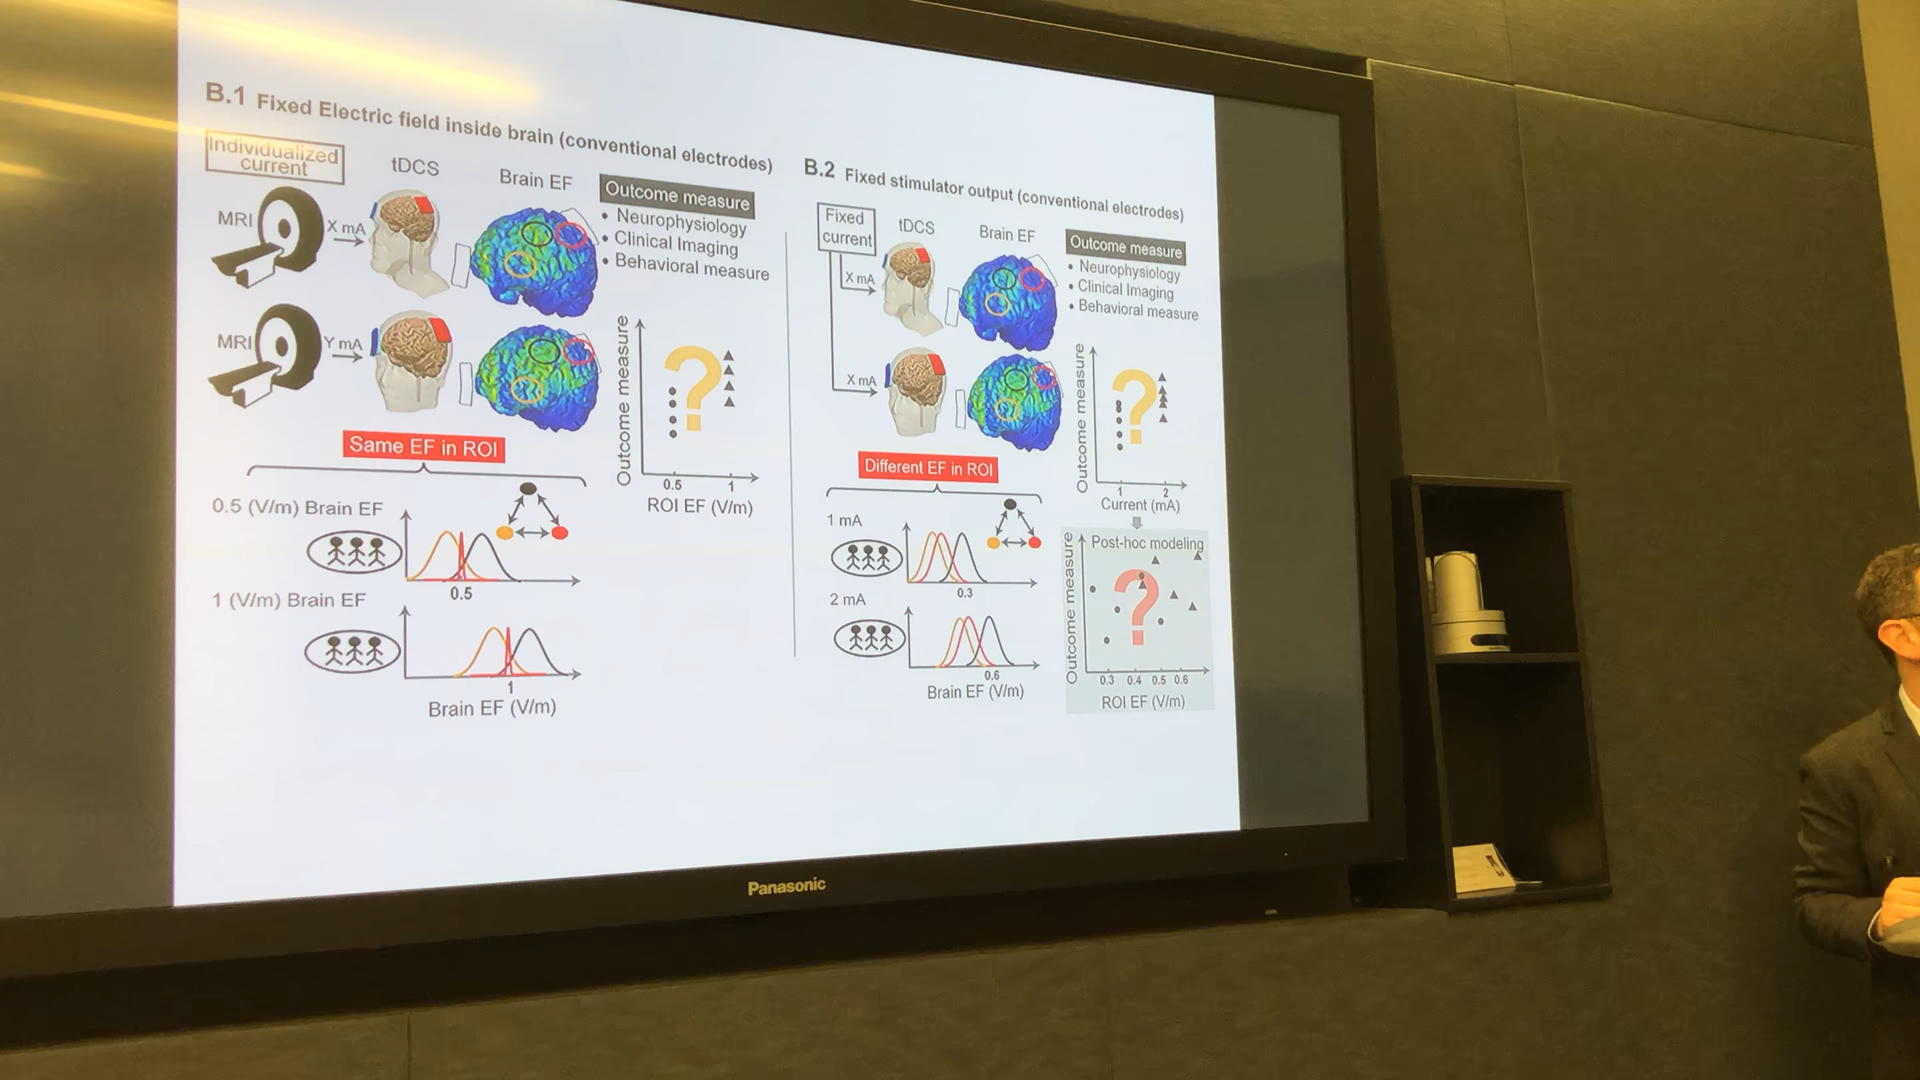 B.1 Fixed Electric field inside brain (conventional electrodes)
Individualized
current
tDCS
Brain EF
Outcome measure
• Neurophysiology
• Clinical Imaging
• Behavioral measure
MRI
X mA
MRI
Y mA
Outcome measure
?
0.5
1
ROI EF (V/m)
Same EF in ROI
0.5 (V/m) Brain EF
0.5
1 (V/m) Brain EF
1
Brain EF (V/m)
B.2 Fixed stimulator output (conventional electrodes)
Fixed
current
tDCS
Brain EF
Outcome measure
• Neurophysiology
• Clinical Imaging
• Behavioral measure
X mA
X mA
Outcome measure
?
1
2
Current (mA)
Different EF in ROI
1 mA
0.3
2 mA
0.6
Brain EF (V/m)
Post-hoc modeling
Outcome measure
?
0.3 0.4 0.5 0.6
ROI EF (V/m)
Panasonic